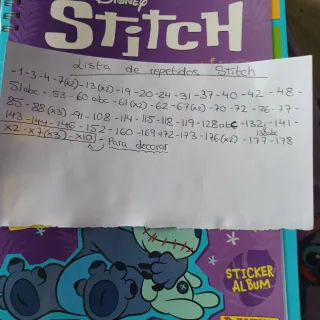 DISNEY
STITCH
Lista de repetidos Stitch
-1-3-4-7(x2)-13(x2)-19-20-24-31-37-40-42-48-
51abc-53-60abc-61(x2)-62-67(x2)-70-72-76-77-
85-88(x3)-91-108-114-115-118-119-128abc-132-141-
138abc
143-144-146-152-160-169-172-173-176(x2)-177-178
X2-X7(x3)-X10
Para decorar
STICKER
ALBUM
PANINI